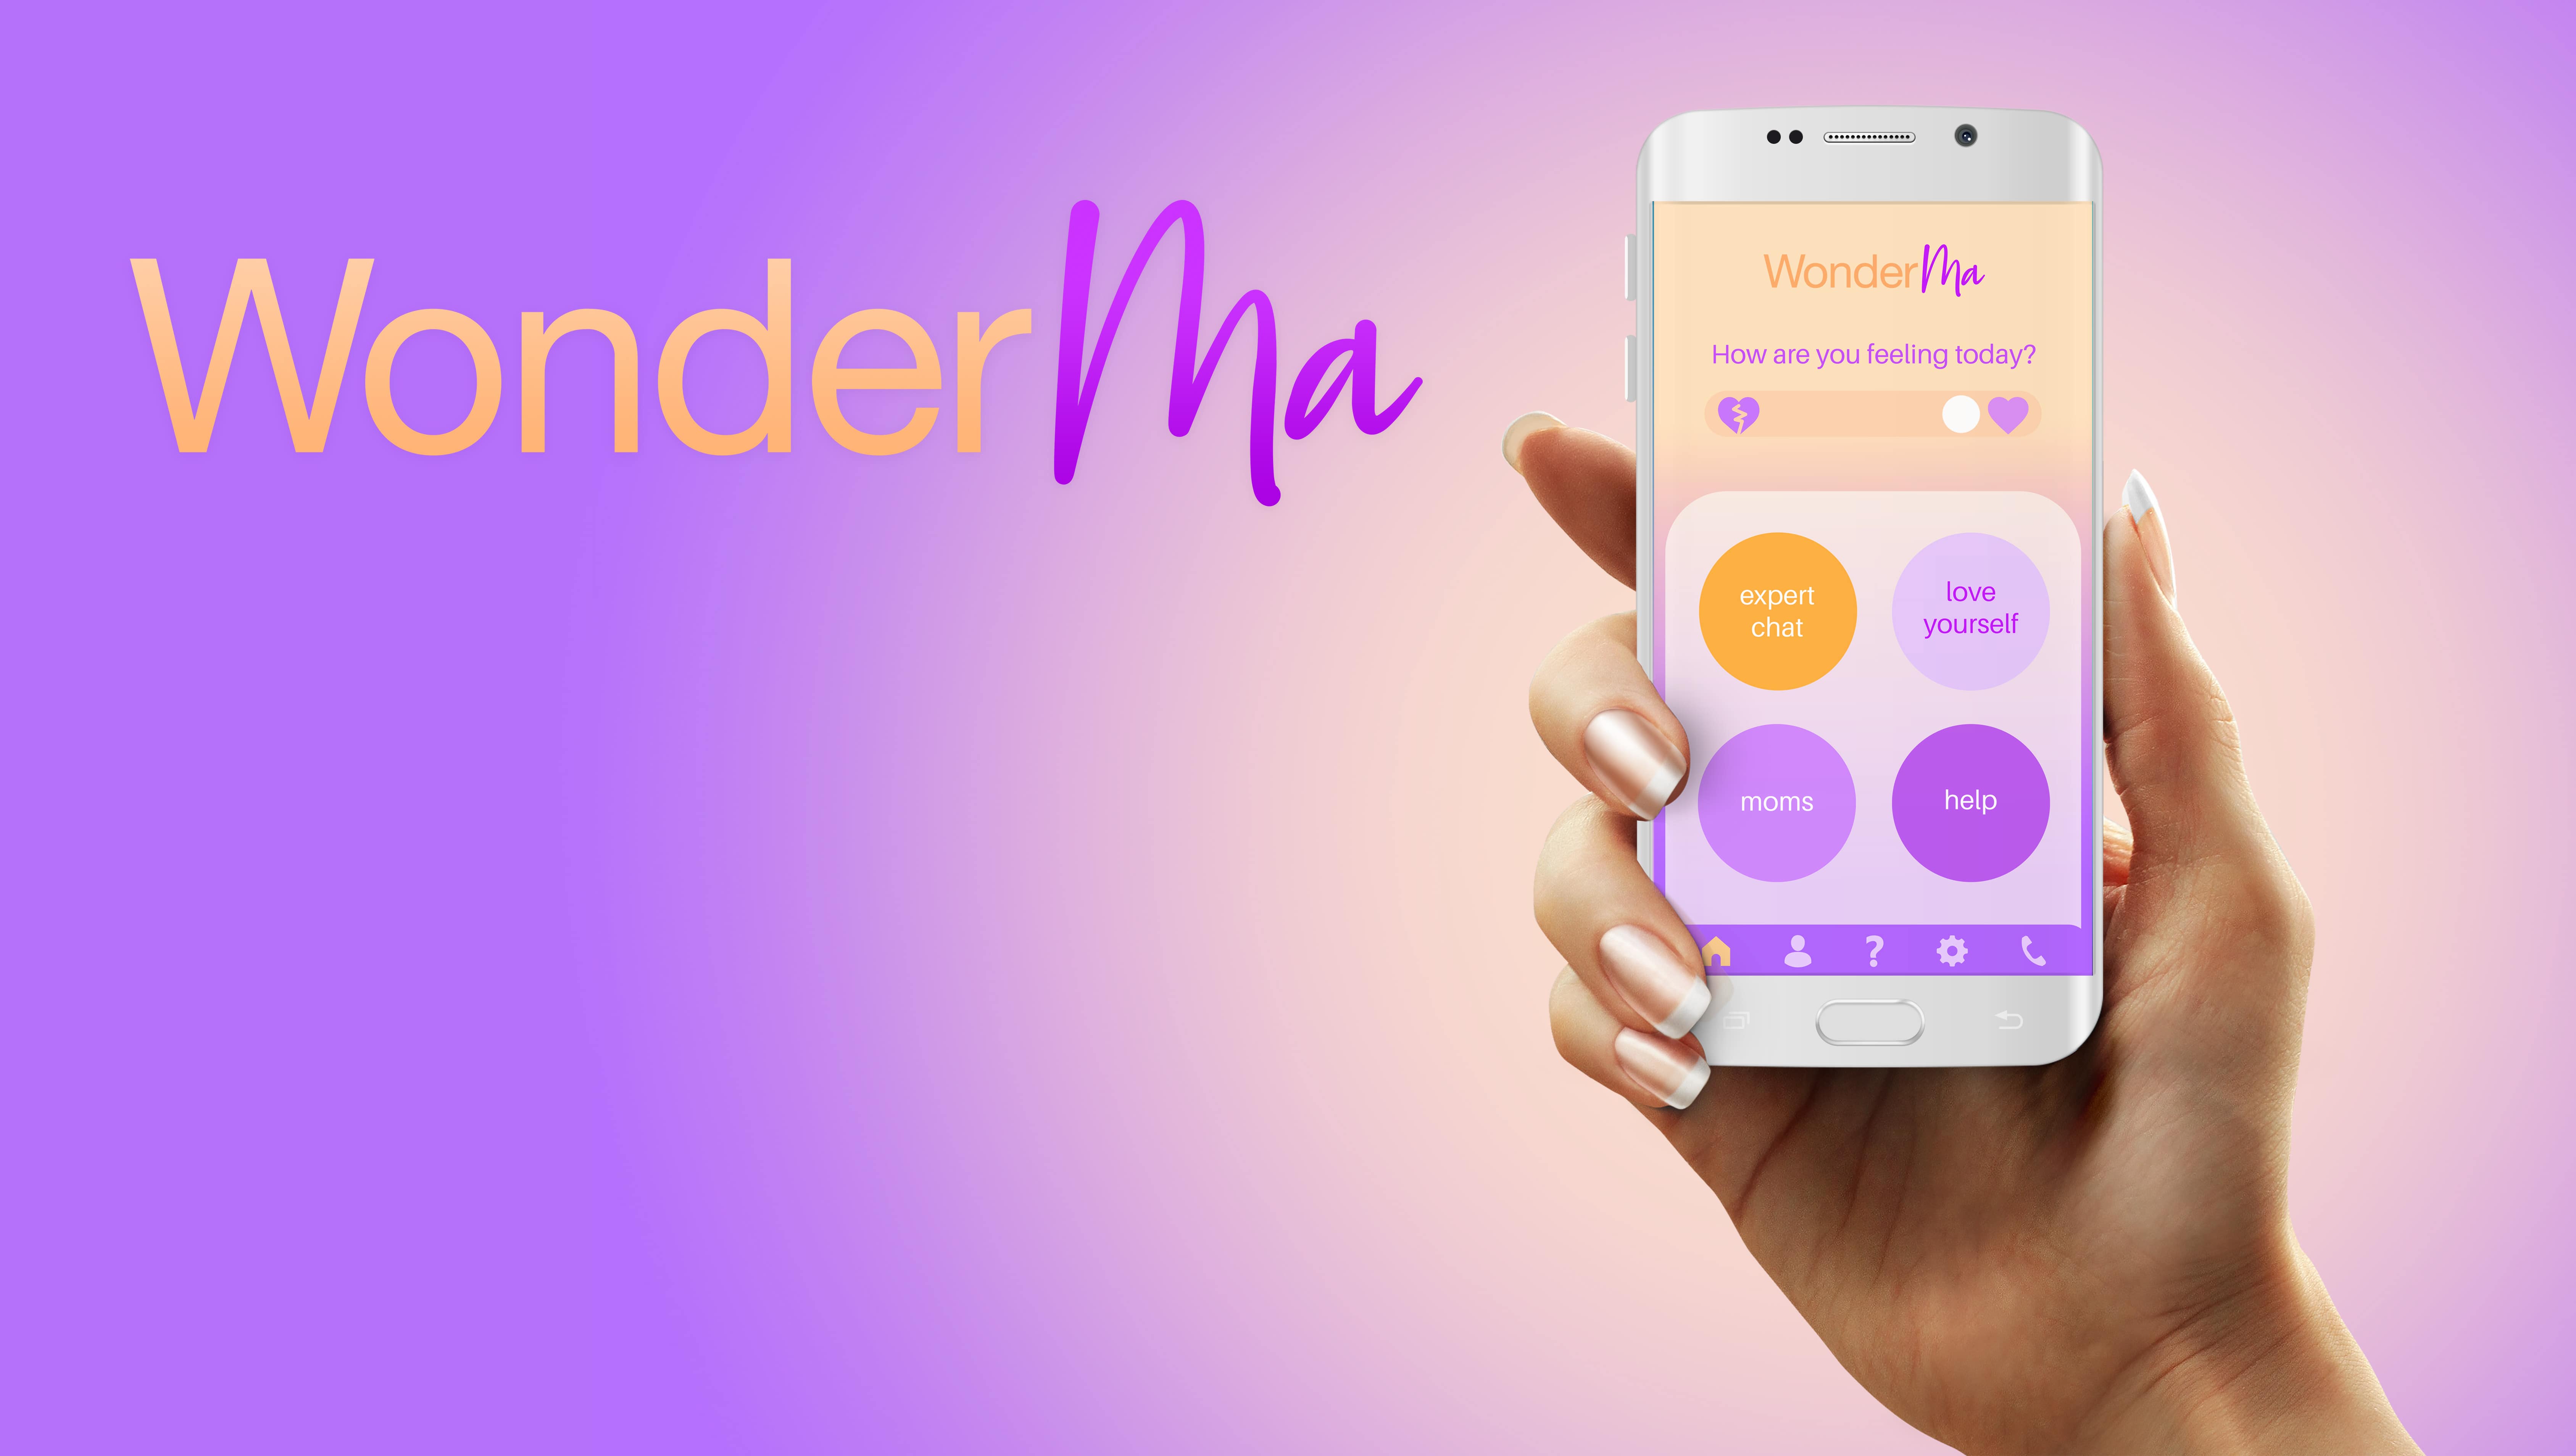 WonderMa
WonderMa
How are you feeling today?
expert
chat
love
yourself
moms
help
?